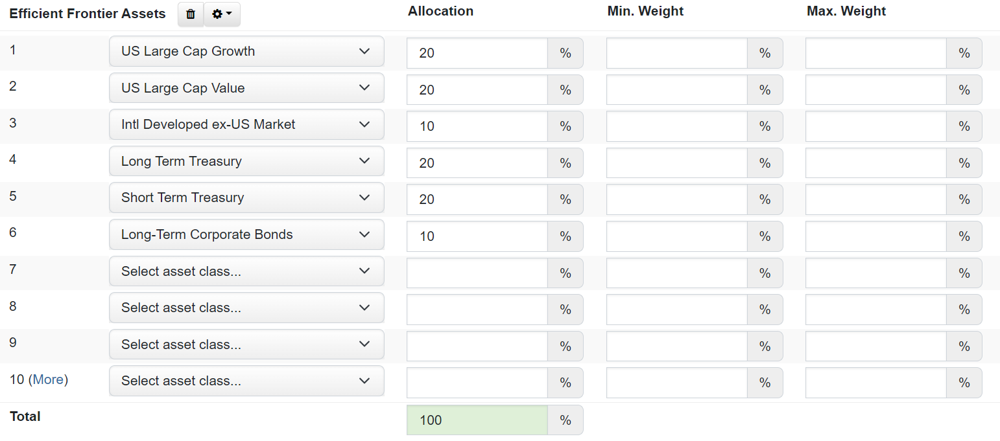 Efficient Frontier Assets Allocation Min. Weight Max. Weight
1 US Large Cap Growth 20 % % %
2 US Large Cap Value 20 % % %
3 Intl Developed ex-US Market 10 % % %
4 Long Term Treasury 20 % % %
5 Short Term Treasury 20 % % %
6 Long-Term Corporate Bonds 10 % % %
7 Select asset class... % % %
8 Select asset class... % % %
9 Select asset class... % % %
10 (More) Select asset class... % % %
Total 100 %